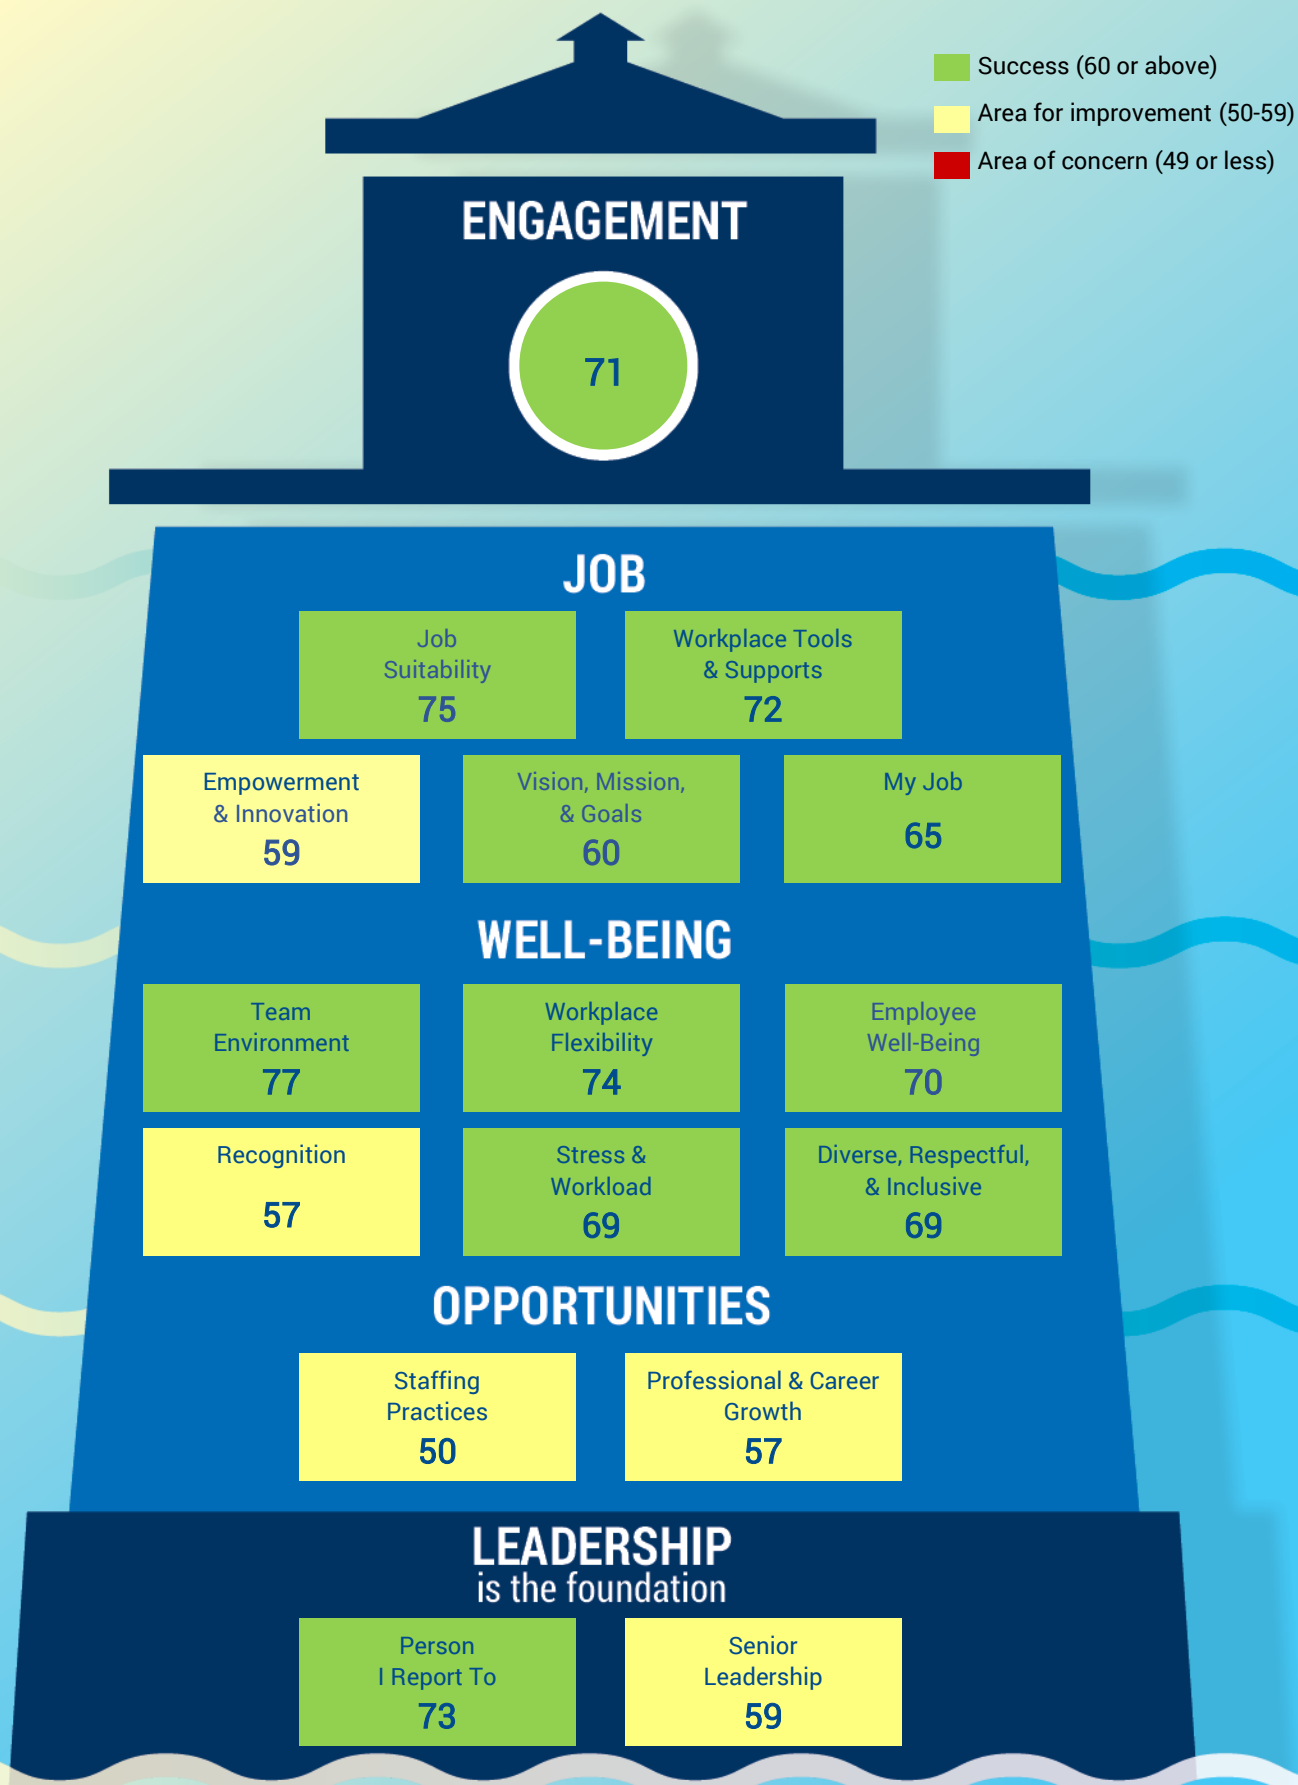 Success (60 or above)
Area for improvement (50-59)
Area of concern (49 or less)
ENGAGEMENT
71
JOB
Job
Suitability
75
Workplace Tools
& Supports
72
Empowerment
& Innovation
59
Vision, Mission,
& Goals
60
My Job
65
WELL-BEING
Team
Environment
77
Workplace
Flexibility
74
Employee
Well-Being
70
Recognition
57
Stress &
Workload
69
Diverse, Respectful,
& Inclusive
69
OPPORTUNITIES
Staffing
Practices
50
Professional & Career
Growth
57
LEADERSHIP
is the foundation
Person
I Report To
73
Senior
Leadership
59